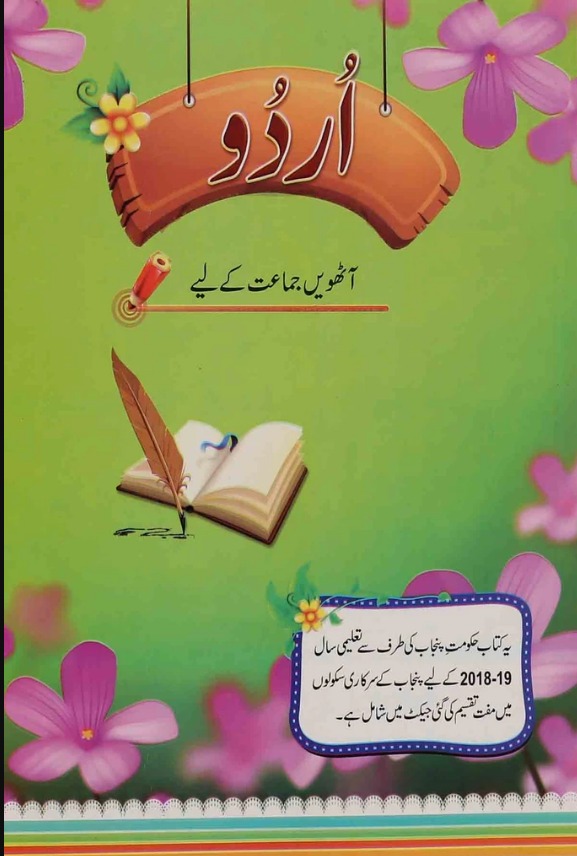 اُردُو
آٹھویں جماعت کے لیے
یہ کتاب حکومتِ پنجاب کی طرف سے تعلیمی سال
2018-19 کے لیے پنجاب کے سرکاری سکولوں
میں مفت تقسیم کی گئی جیکٹ میں شامل ہے۔